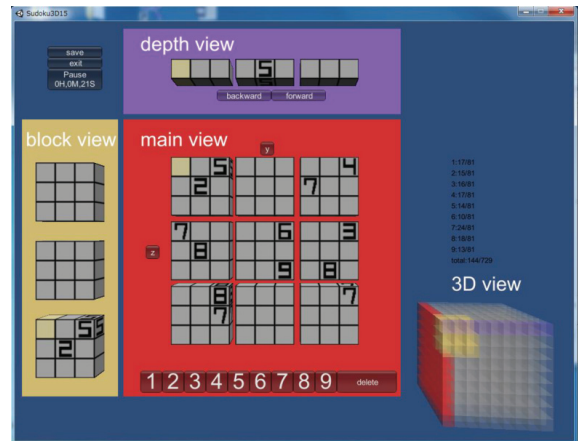 Sudoku3D15
save
exit
Pause
0H,0M,21S
depth view
5
backward
forward
block view
5 5
2
main view
y
z
5 4
2 7
7 6 3
8
9 8
8 7
7
1 2 3 4 5 6 7 8 9 delete
1:17/81
2:15/81
3:16/81
4:17/81
5:14/81
6:10/81
7:24/81
8:18/81
9:13/81
total:144/729
3D view